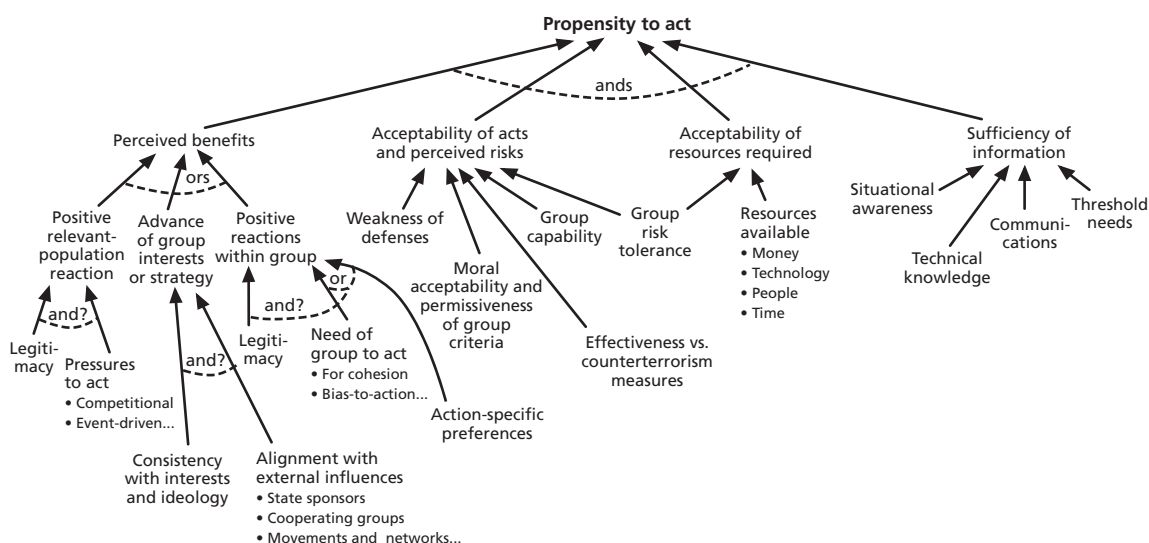 Propensity to act
ands
Perceived benefits
Acceptability of acts
and perceived risks
Acceptability of
resources required
Sufficiency of
information
ors
Positive
relevant-
population
reaction
Advance
of group
interests
or strategy
Positive
reactions
within group
Weakness of
defenses
Group
capability
Group
risk
tolerance
Resources
available
• Money
• Technology
• People
• Time
Situational
awareness
Technical
knowledge
Communi-
cations
Threshold
needs
Moral
acceptability and
permissiveness
of group
criteria
Effectiveness vs.
counterterrorism
measures
and?
Legiti-
macy
Pressures
to act
• Competitional
• Event-driven...
and?
or
and?
Legiti-
macy
Need of
group to act
• For cohesion
• Bias-to-action...
Action-specific
preferences
Consistency
with interests
and ideology
Alignment with
external influences
• State sponsors
• Cooperating groups
• Movements and networks...